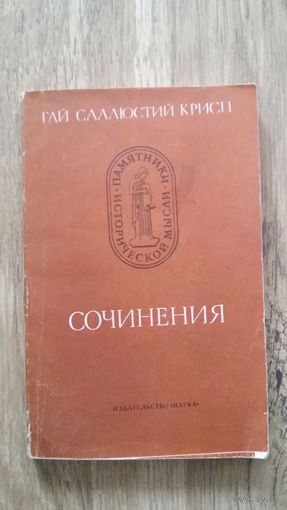 ГАЙ САЛЛЮСТИЙ КРИСП
ПАМЯТНИКИ
ИСТОРИЧЕСКОЙ МЫСЛИ
СОЧИНЕНИЯ
ИЗДАТЕЛЬСТВО «НАУКА»